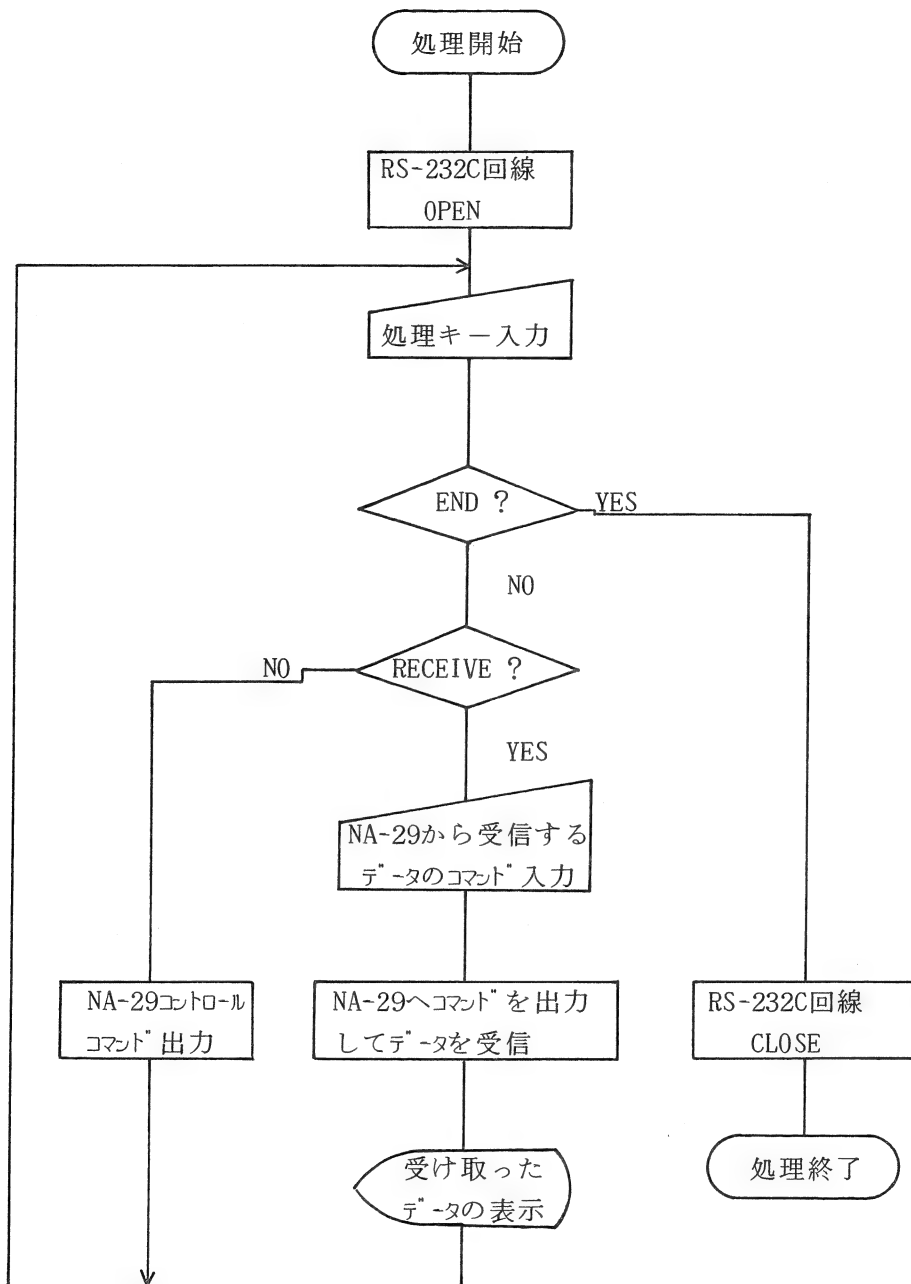 処理開始
RS-232C回線
OPEN
処理キー入力
END ?
YES
NO
NO
RECEIVE ?
YES
NA-29から受信する
データのコマンド入力
NA-29コントロール
コマンド出力
NA-29へコマンドを出力
してデータを受信
RS-232C回線
CLOSE
受け取った
データの表示
処理終了